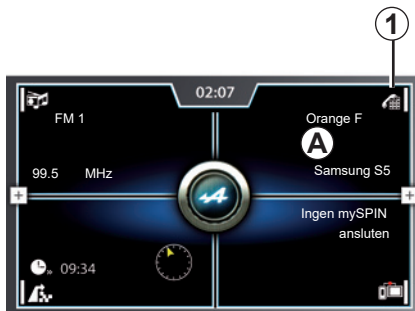 1
02:07
FM 1
Orange F
A
99.5 MHz
Samsung S5
Ingen mySPIN
ansluten
09:34